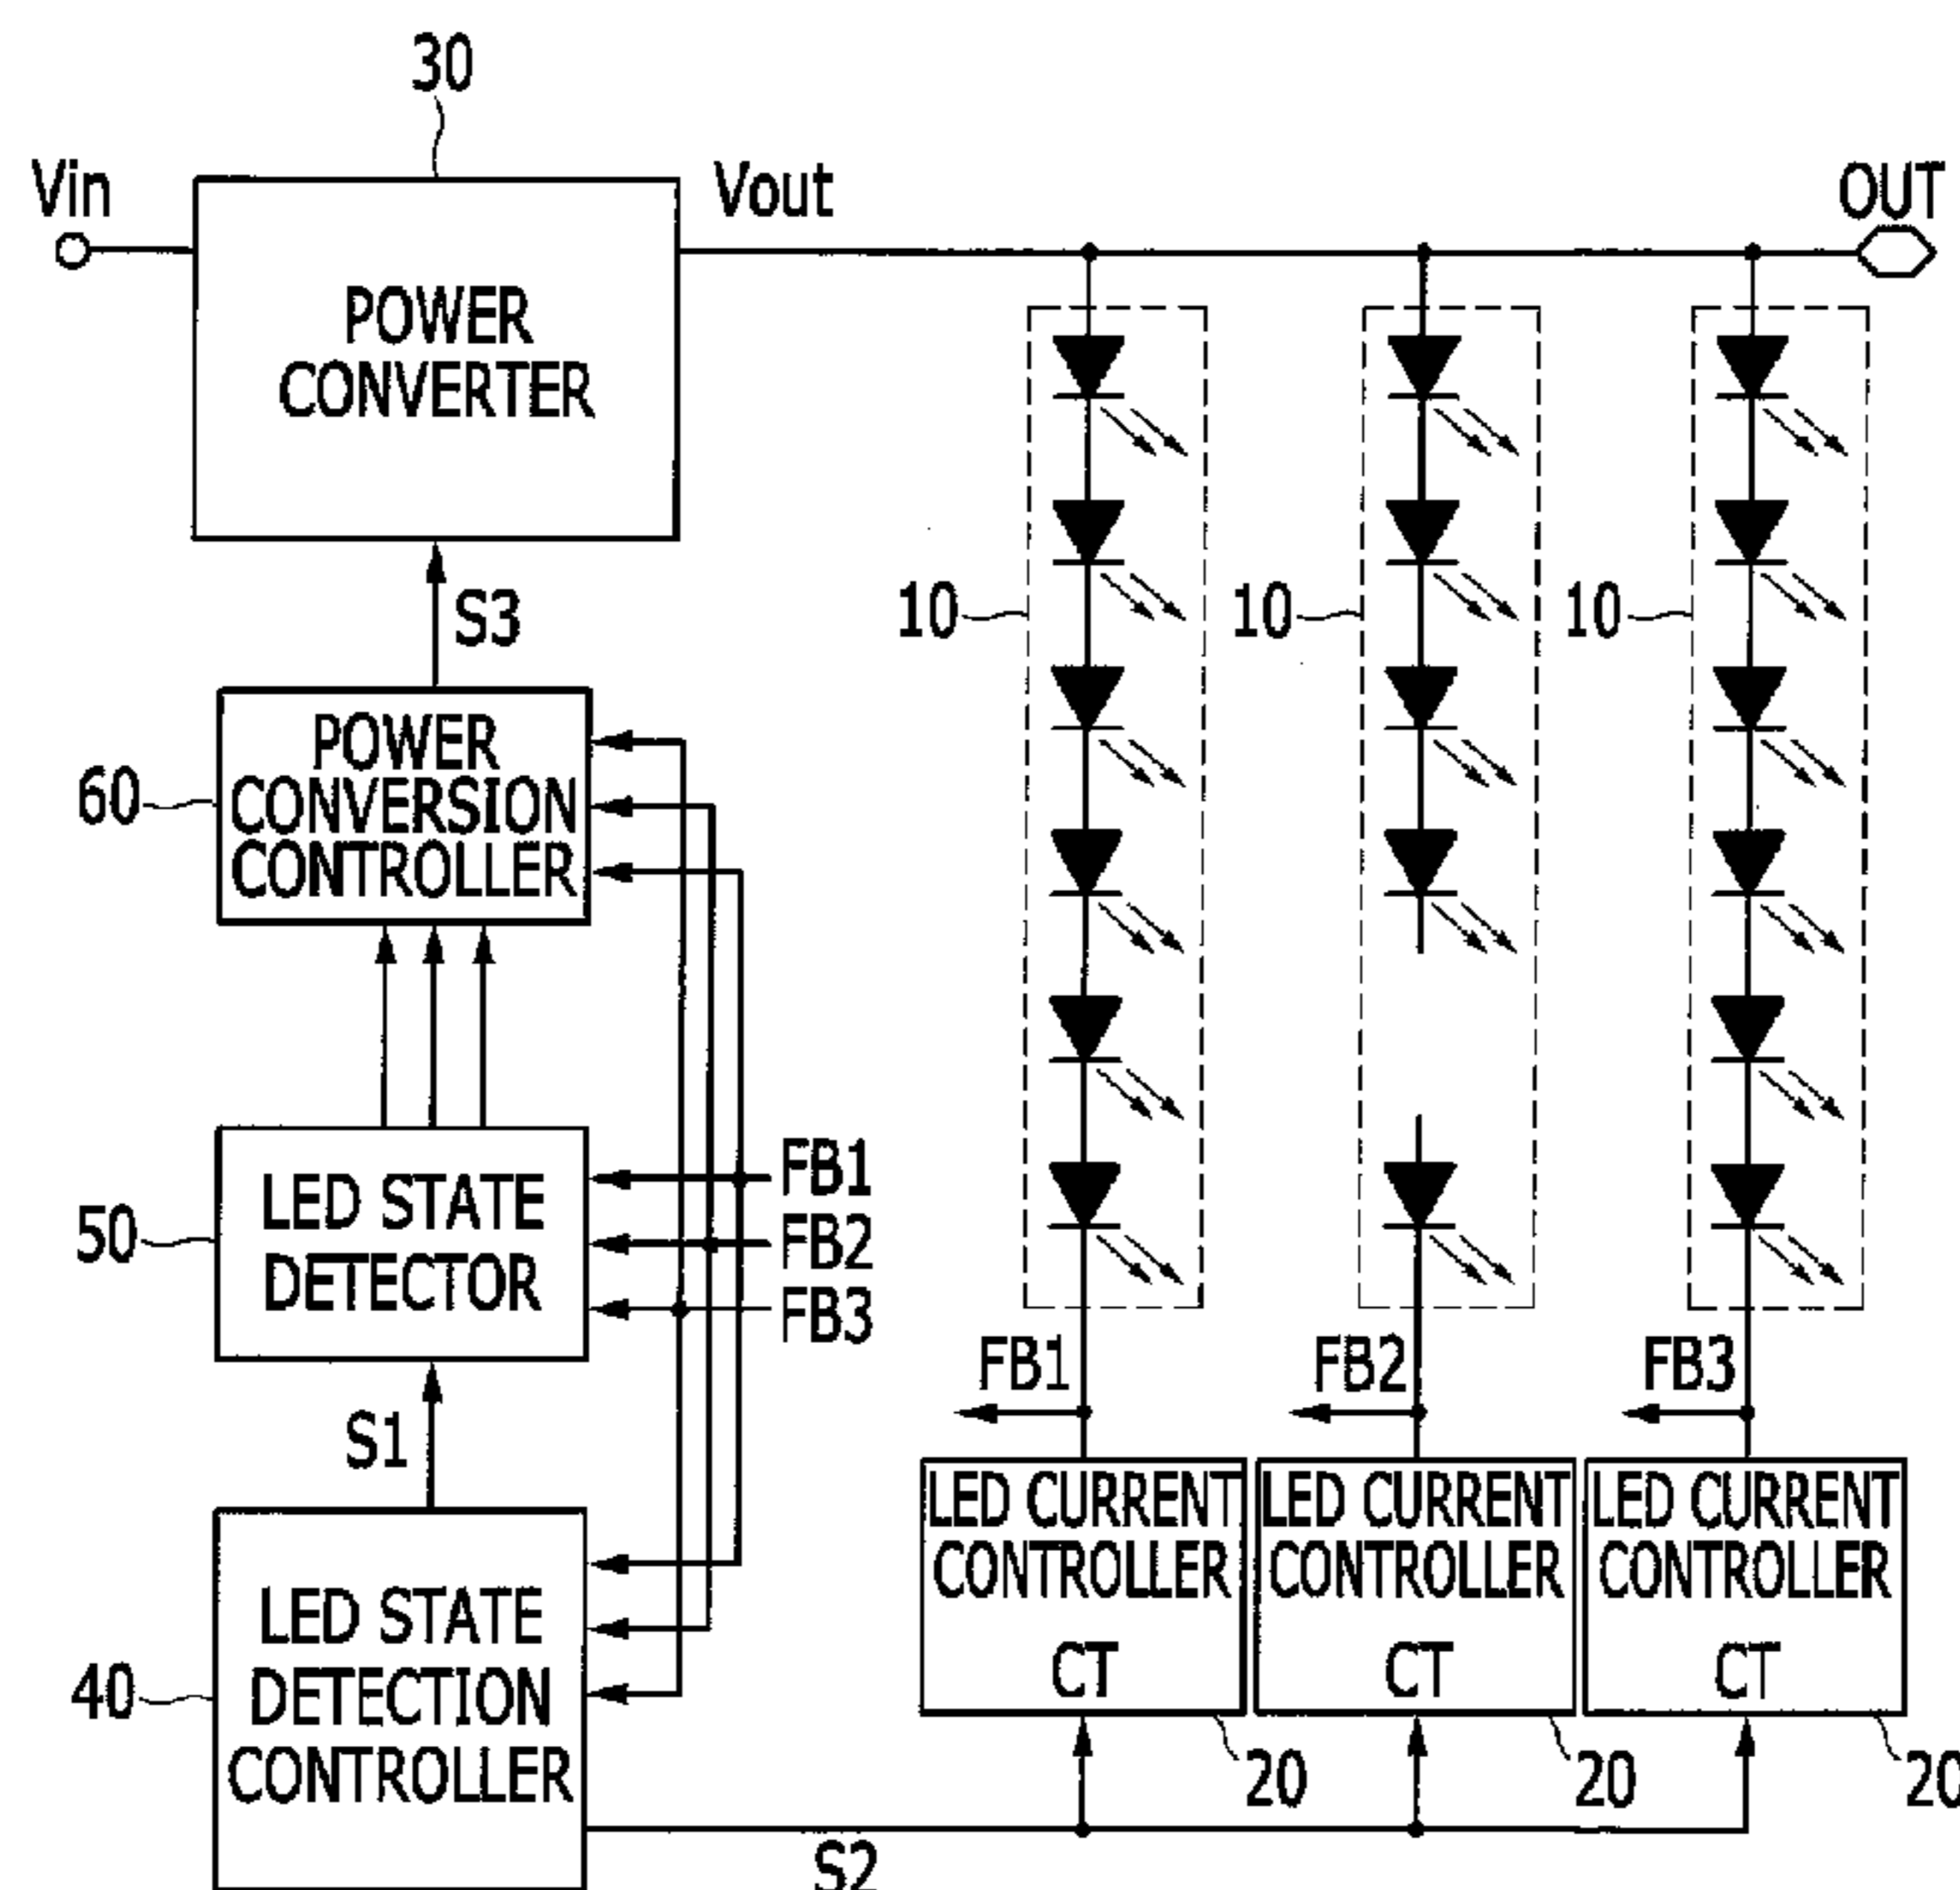 30
Vin
Vout
OUT
POWER
CONVERTER
S3
10
10
10
60
POWER
CONVERSION
CONTROLLER
50
LED STATE
DETECTOR
FB1
FB2
FB3
FB1
FB2
FB3
S1
LED CURRENT
CONTROLLER
CT
LED CURRENT
CONTROLLER
CT
LED CURRENT
CONTROLLER
CT
40
LED STATE
DETECTION
CONTROLLER
20
20
20
S2